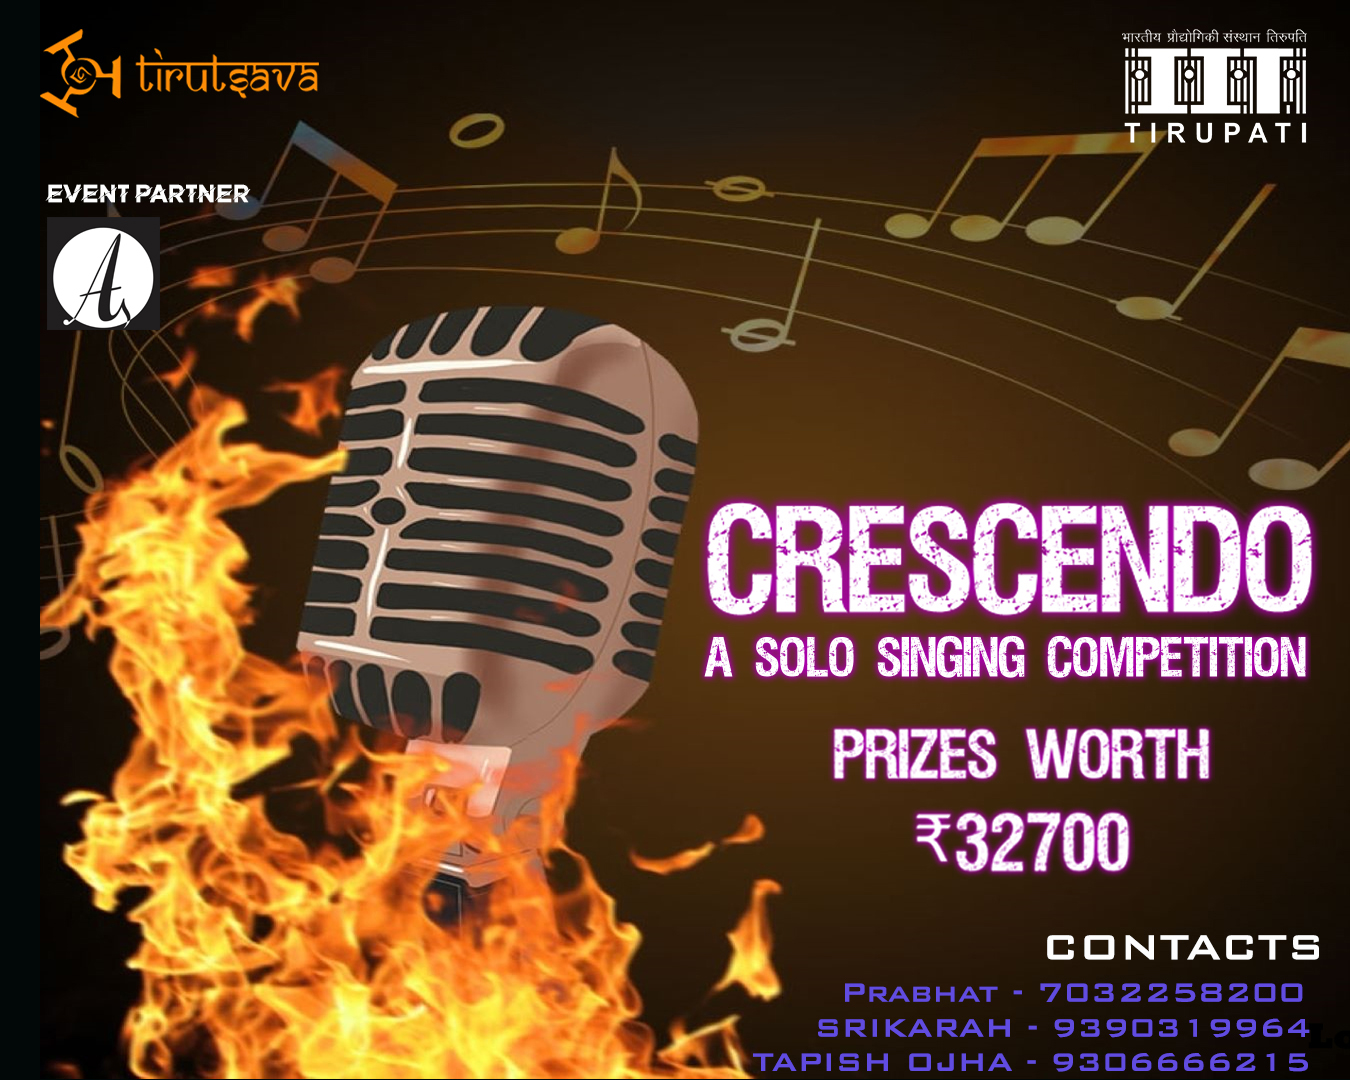 tirutsava
भारतीय प्रौद्योगिकी संस्थान तिरुपति
TIRUPATI
EVENT PARTNER
A
CRESCENDO
A SOLO SINGING COMPETITION
PRIZES WORTH
₹32700
CONTACTS
PRABHAT - 7032258200
SRIKARAH - 9390319964
TAPISH OJHA - 9306666215